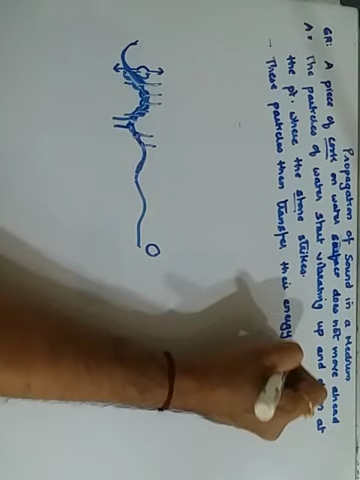 Propagation of Sound in a Medium
GR: A piece of cork on water surface does not move ahead
A: The particles of water start vibrating up and down at
the pt. where the stone strikes.
→ These particles then transfer their energy